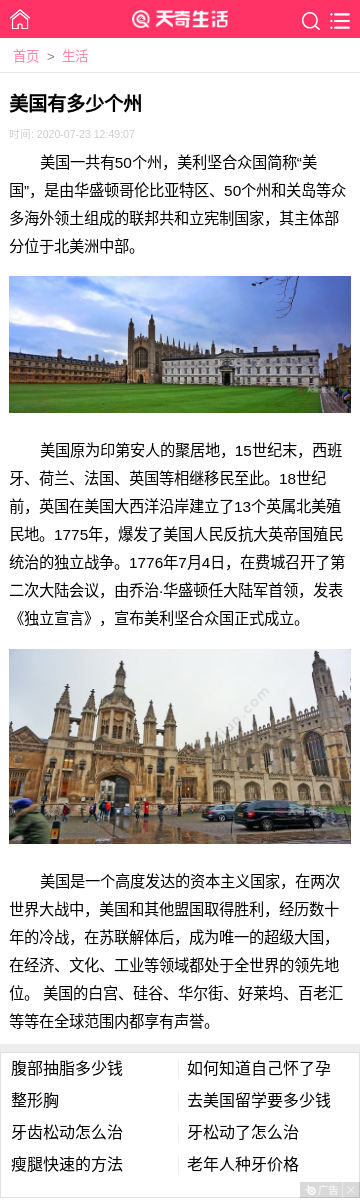 天奇生活
首页 > 生活
美国有多少个州
时间: 2020-07-23 12:49:07
美国一共有50个州，美利坚合众国简称“美
国”，是由华盛顿哥伦比亚特区、50个州和关岛等众
多海外领土组成的联邦共和立宪制国家，其主体部
分位于北美洲中部。
美国原为印第安人的聚居地，15世纪末，西班
牙、荷兰、法国、英国等相继移民至此。18世纪
前，英国在美国大西洋沿岸建立了13个英属北美殖
民地。1775年，爆发了美国人民反抗大英帝国殖民
统治的独立战争。1776年7月4日，在费城召开了第
二次大陆会议，由乔治·华盛顿任大陆军首领，发表
《独立宣言》，宣布美利坚合众国正式成立。
美国是一个高度发达的资本主义国家，在两次
世界大战中，美国和其他盟国取得胜利，经历数十
年的冷战，在苏联解体后，成为唯一的超级大国，
在经济、文化、工业等领域都处于全世界的领先地
位。 美国的白宫、硅谷、华尔街、好莱坞、百老汇
等等在全球范围内都享有声誉。
腹部抽脂多少钱 如何知道自己怀了孕
整形胸 去美国留学要多少钱
牙齿松动怎么治 牙松动了怎么治
瘦腿快速的方法 老年人种牙价格
广告